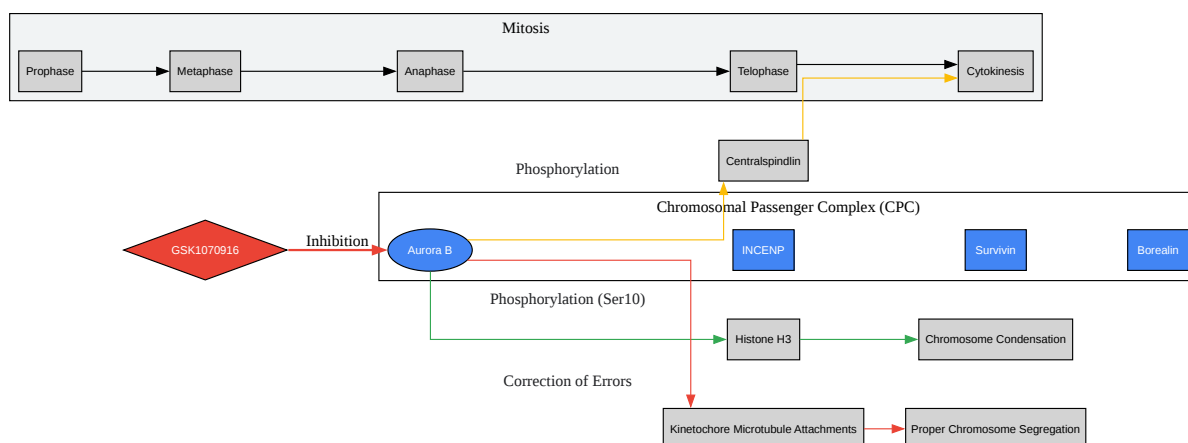 Mitosis
Prophase
Metaphase
Anaphase
Telophase
Cytokinesis
Centralspindlin
Phosphorylation
Chromosomal Passenger Complex (CPC)
GSK1070916
Inhibition
Aurora B
INCENP
Survivin
Borealin
Phosphorylation (Ser10)
Histone H3
Chromosome Condensation
Correction of Errors
Kinetochore Microtubule Attachments
Proper Chromosome Segregation